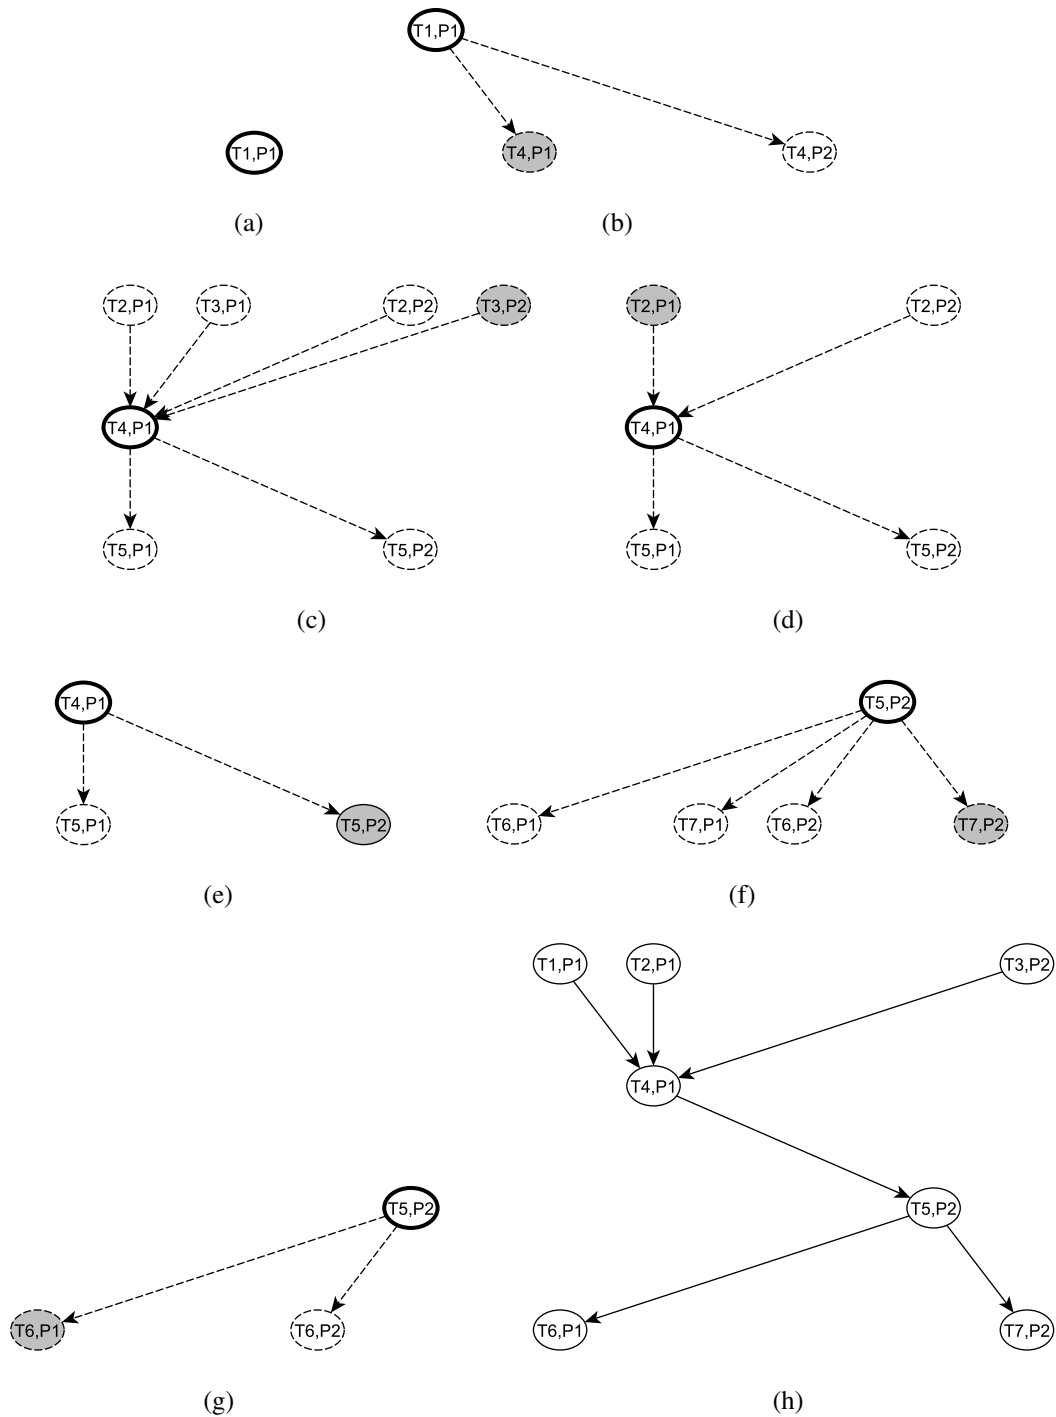 T1,P1
T1,P1
T4,P1
T4,P2
(a)
(b)
T2,P1
T3,P1
T2,P2
T3,P2
T4,P1
T5,P1
T5,P2
T2,P1
T2,P2
T4,P1
T5,P1
T5,P2
(c)
(d)
T4,P1
T5,P1
T5,P2
T5,P2
T6,P1
T7,P1
T6,P2
T7,P2
(e)
(f)
T5,P2
T6,P1
T6,P2
T1,P1
T2,P1
T3,P2
T4,P1
T5,P2
T6,P1
T7,P2
(g)
(h)